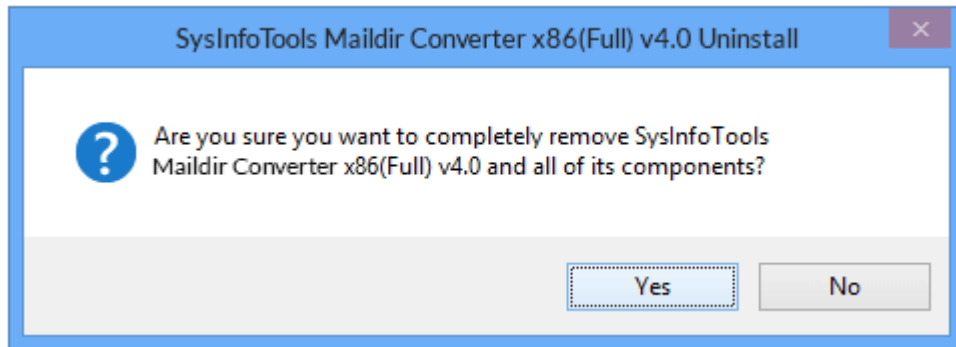 SysInfoTools Maildir Converter x86(Full) v4.0 Uninstall
Are you sure you want to completely remove SysInfoTools
Maildir Converter x86(Full) v4.0 and all of its components?
Yes
No